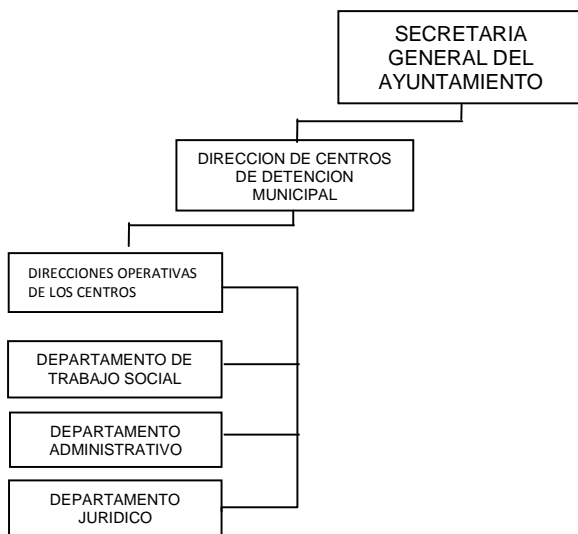 SECRETARIA
GENERAL DEL
AYUNTAMIENTO
DIRECCION DE CENTROS
DE DETENCION
MUNICIPAL
DIRECCIONES OPERATIVAS
DE LOS CENTROS
DEPARTAMENTO DE
TRABAJO SOCIAL
DEPARTAMENTO
ADMINISTRATIVO
DEPARTAMENTO
JURIDICO